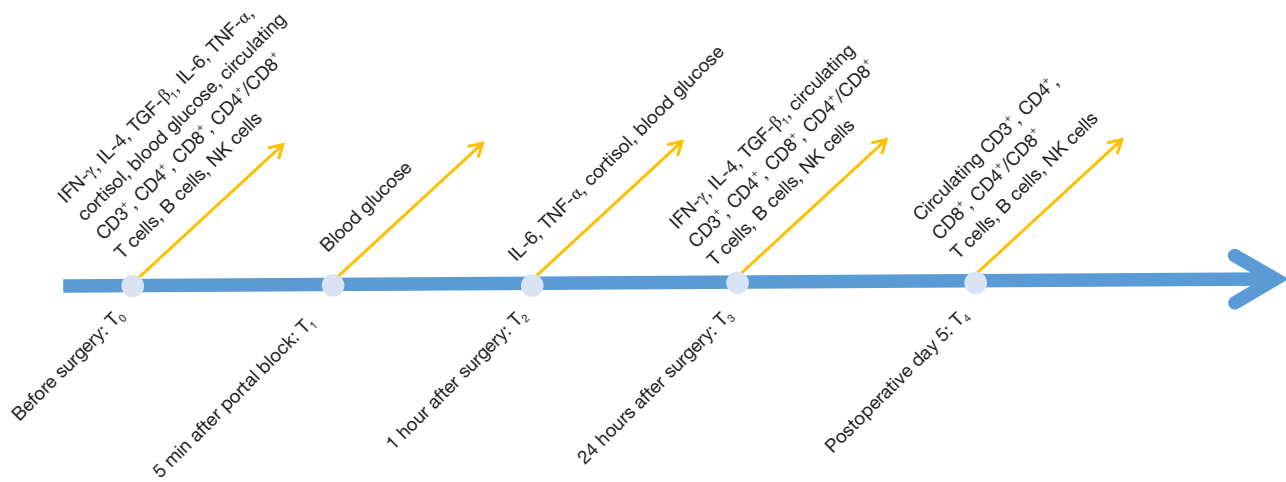 IFN-γ, IL-4, TGF-β₁, IL-6, TNF-α,
cortisol, blood glucose, circulating
CD3⁺, CD4⁺, CD8⁺, CD4⁺/CD8⁺
T cells, B cells, NK cells
Before surgery: T₀
Blood glucose
5 min after portal block: T₁
IL-6, TNF-α, cortisol, blood glucose
1 hour after surgery: T₂
IFN-γ, IL-4, TGF-β₁, circulating
CD3⁺, CD4⁺, CD8⁺, CD4⁺/CD8⁺
T cells, B cells, NK cells
24 hours after surgery: T₃
Circulating CD3⁺, CD4⁺,
CD8⁺, CD4⁺/CD8⁺
T cells, B cells, NK cells
Postoperative day 5: T₄